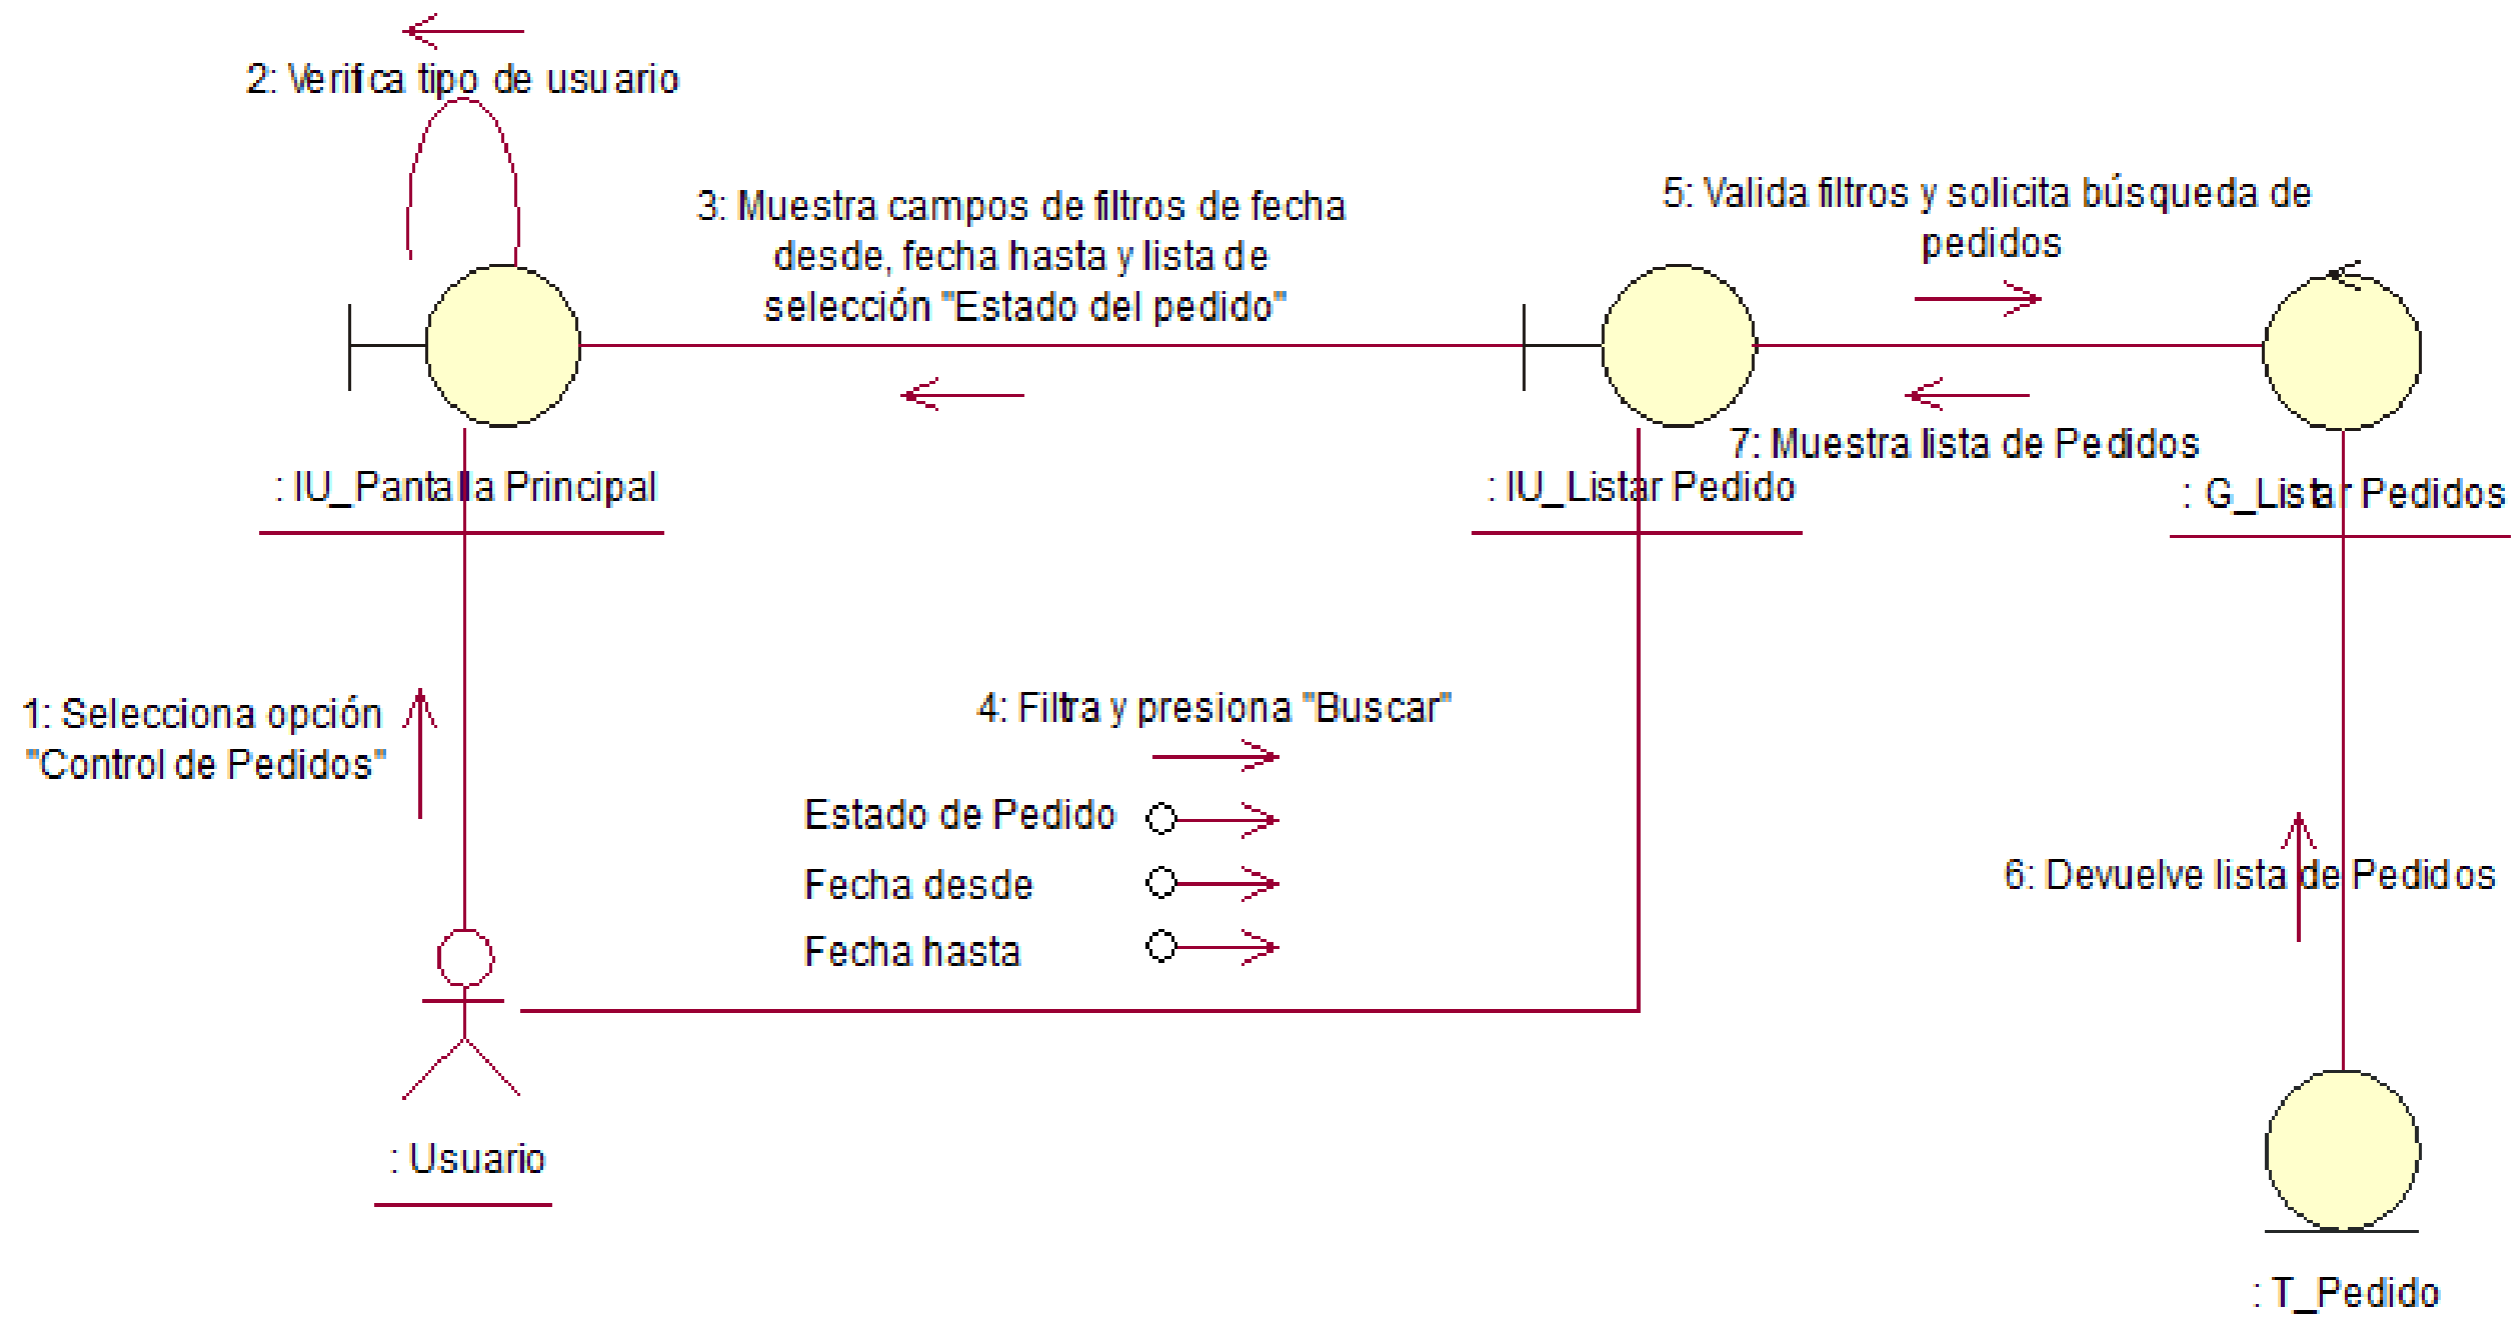 2: Verifica tipo de usuario
3: Muestra campos de filtros de fecha
desde, fecha hasta y lista de
selección "Estado del pedido"
5: Valida filtros y solicita búsqueda de
pedidos
7: Muestra lista de Pedidos
: IU_Pantalla Principal
: IU_Listar Pedido
: G_Listar Pedidos
1: Selecciona opción
"Control de Pedidos"
4: Filtra y presiona "Buscar"
Estado de Pedido
Fecha desde
Fecha hasta
6: Devuelve lista de Pedidos
: Usuario
: T_Pedido